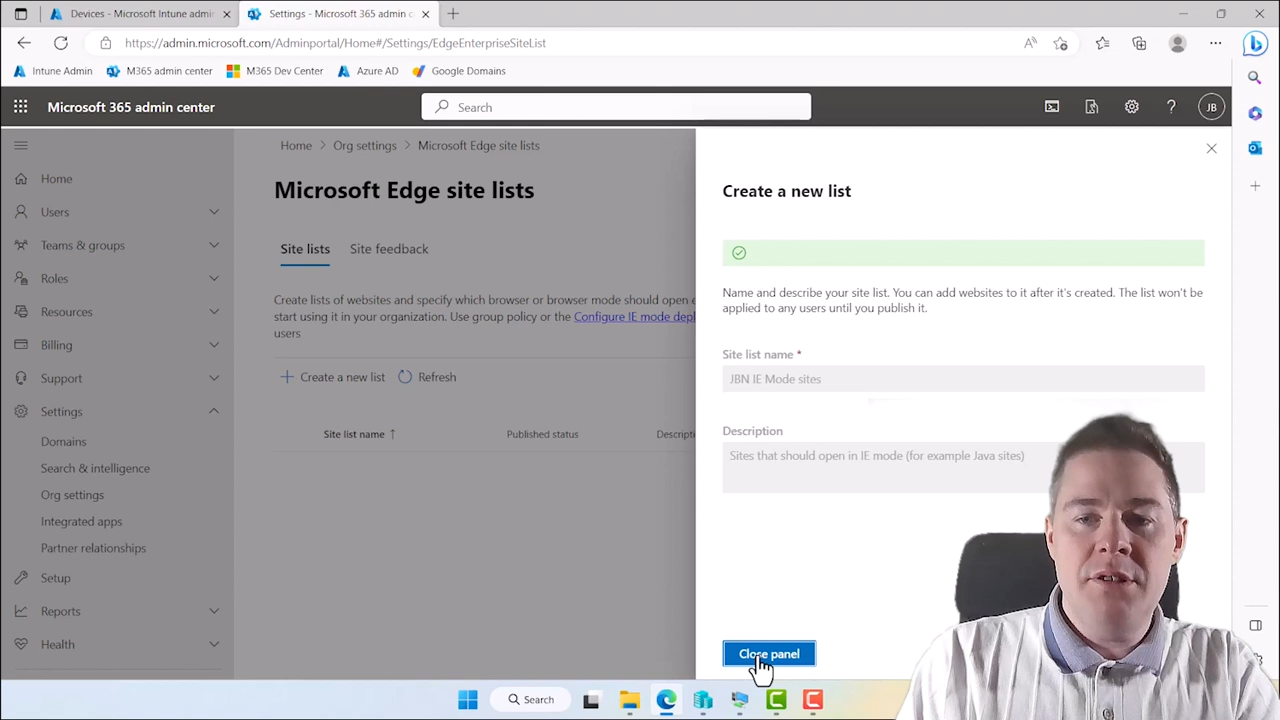 Devices - Microsoft Intune admin
Settings - Microsoft 365 admin c
https://admin.microsoft.com/Adminportal/Home#/Settings/EdgeEnterpriseSiteList
Intune Admin
M365 admin center
M365 Dev Center
Azure AD
Google Domains
Microsoft 365 admin center
Search
JB
Home
Users
Teams & groups
Roles
Resources
Billing
Support
Settings
Domains
Search & intelligence
Org settings
Integrated apps
Partner relationships
Setup
Reports
Health
Home > Org settings > Microsoft Edge site lists
Microsoft Edge site lists
Site lists
Site feedback
Create lists of websites and specify which browser or browser mode should open e
start using it in your organization. Use group policy or the Configure IE mode depl
users
Create a new list
Refresh
Site list name ↑
Published status
Descripti
Create a new list
Name and describe your site list. You can add websites to it after it's created. The list won't be
applied to any users until you publish it.
Site list name *
JBN IE Mode sites
Description
Sites that should open in IE mode (for example Java sites)
Close panel
Search